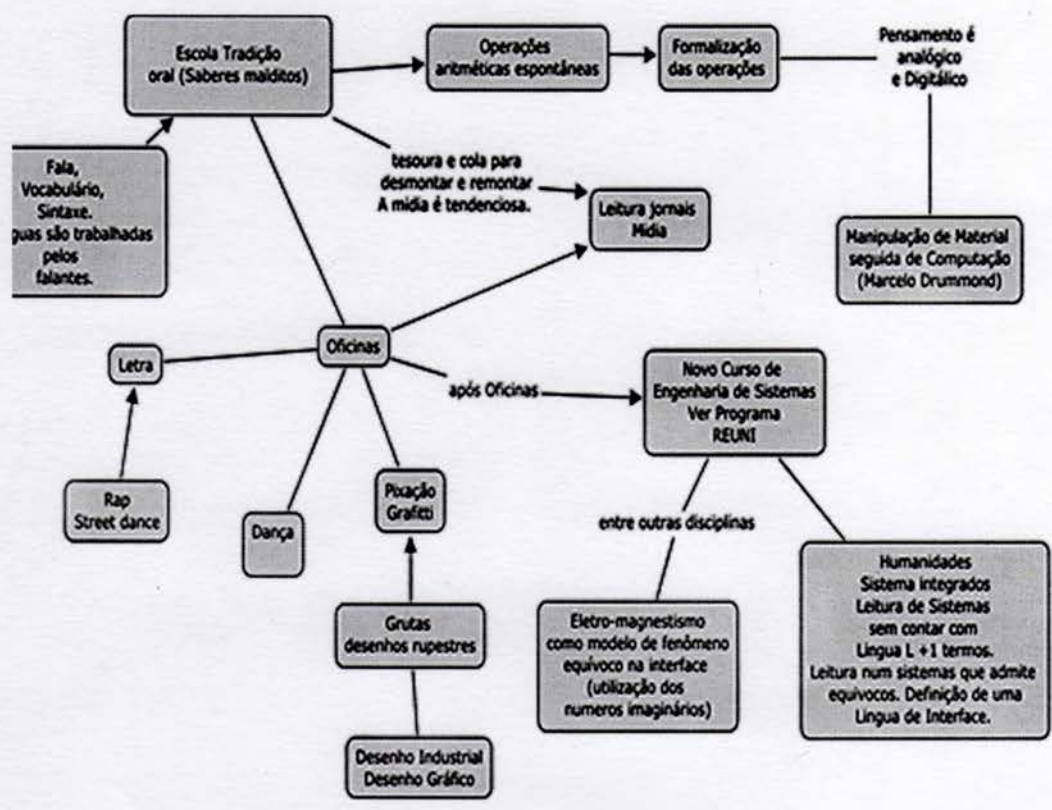 Escola Tradição
oral (Saberes malditos)
Operações
aritméticas espontâneas
Formalização
das operações
Pensamento é
analógico
e Digitálico
Fala,
Vocabulário,
Sintaxe.
guas são trabalhadas
pelos
falantes.
tesoura e cola para
desmontar e remontar
A midia é tendenciosa.
Leitura jornais
Midia
Manipulação de Material
seguida de Computação
(Marcelo Drummond)
Oficinas
Letra
após Oficinas
Novo Curso de
Engenharia de Sistemas
Ver Programa
REUNI
Rap
Street dance
Dança
Pixação
Grafitti
entre outras disciplinas
Grutas
desenhos rupestres
Eletro-magnestismo
como modelo de fenômeno
equívoco na interface
(utilização dos
numeros imaginários)
Humanidades
Sistema integrados
Leitura de Sistemas
sem contar com
Lingua L +1 termos.
Leitura num sistemas que admite
equívocos. Definição de uma
Lingua de Interface.
Desenho Industrial
Desenho Gráfico